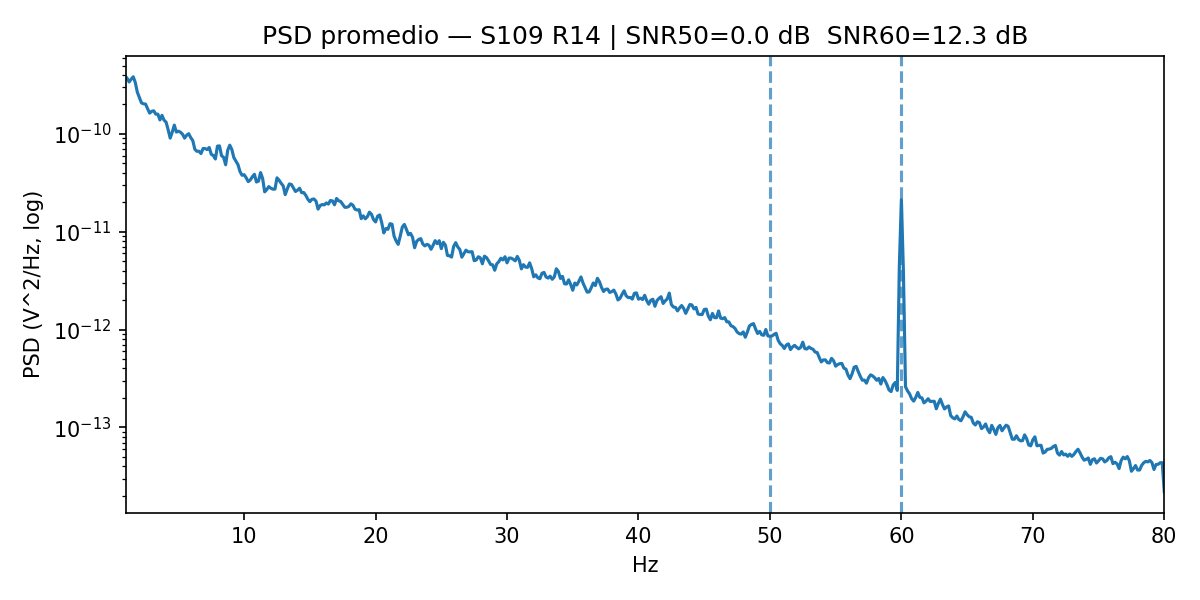 PSD promedio — S109 R14 | SNR50=0.0 dB  SNR60=12.3 dB
PSD (V^2/Hz, log)
10⁻¹⁰
10⁻¹¹
10⁻¹²
10⁻¹³
10 20 30 40 50 60 70 80
Hz